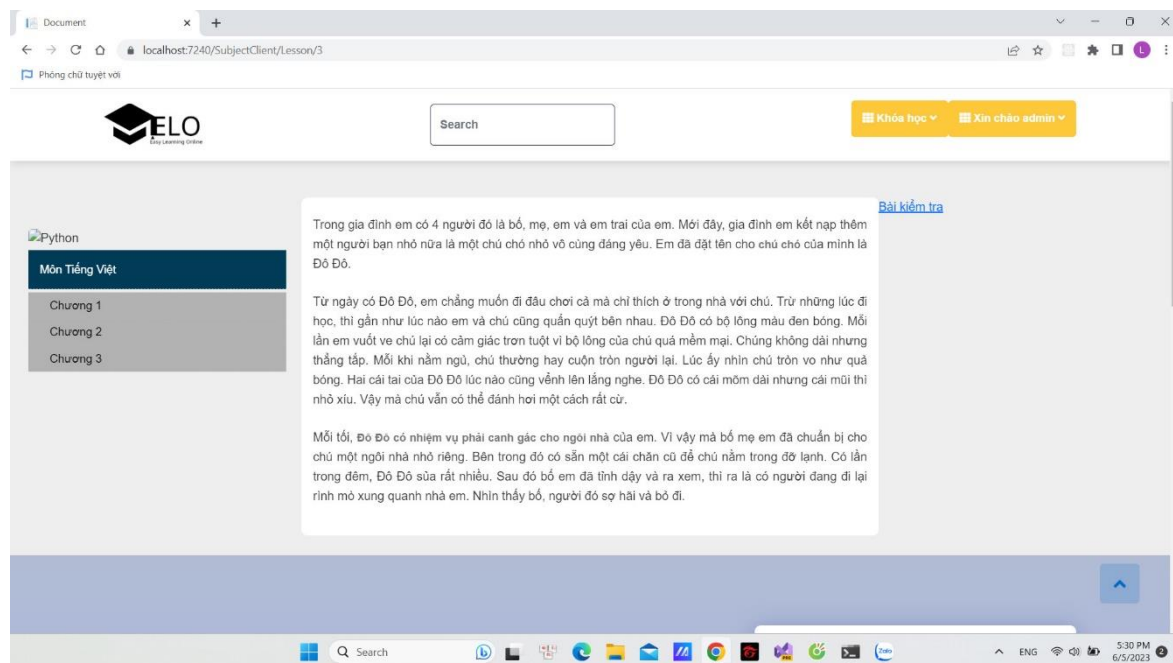 Document
localhost:7240/SubjectClient/Lesson/3
L
Phông chữ tuyệt vời
ELO
Easy Learning Online
Search
Khóa học
Xin chào admin
Python
Môn Tiếng Việt
Chương 1
Chương 2
Chương 3
Trong gia đình em có 4 người đó là bố, mẹ, em và em trai của em. Mới đây, gia đình em kết nạp thêm
một người bạn nhỏ nữa là một chú chó nhỏ vô cùng đáng yêu. Em đã đặt tên cho chú chó của mình là
Đô Đô.
Từ ngày có Đô Đô, em chẳng muốn đi đâu chơi cả mà chỉ thích ở trong nhà với chú. Trừ những lúc đi
học, thì gần như lúc nào em và chú cũng quấn quýt bên nhau. Đô Đô có bộ lông màu đen bóng. Mỗi
lần em vuốt ve chú lại có cảm giác trơn tuột vì bộ lông của chú quá mềm mại. Chúng không dài nhưng
thẳng tắp. Mỗi khi nằm ngủ, chú thường hay cuộn tròn người lại. Lúc ấy nhìn chú tròn vo như quả
bóng. Hai cái tai của Đô Đô lúc nào cũng vểnh lên lắng nghe. Đô Đô có cái mõm dài nhưng cái mũi thì
nhỏ xíu. Vậy mà chú vẫn có thể đánh hơi một cách rất cừ.
Mỗi tối, Đô Đô có nhiệm vụ phải canh gác cho ngôi nhà của em. Vì vậy mà bố mẹ em đã chuẩn bị cho
chú một ngôi nhà nhỏ riêng. Bên trong đó có sẵn một cái chăn cũ để chú nằm trong đỡ lạnh. Có lần
trong đêm, Đô Đô sủa rất nhiều. Sau đó bố em đã tỉnh dậy và ra xem, thì ra là có người đang đi lại
rình mò xung quanh nhà em. Nhìn thấy bố, người đó sợ hãi và bỏ đi.
Bài kiểm tra
Search
Zalo
ENG
5:30 PM
6/5/2023
2